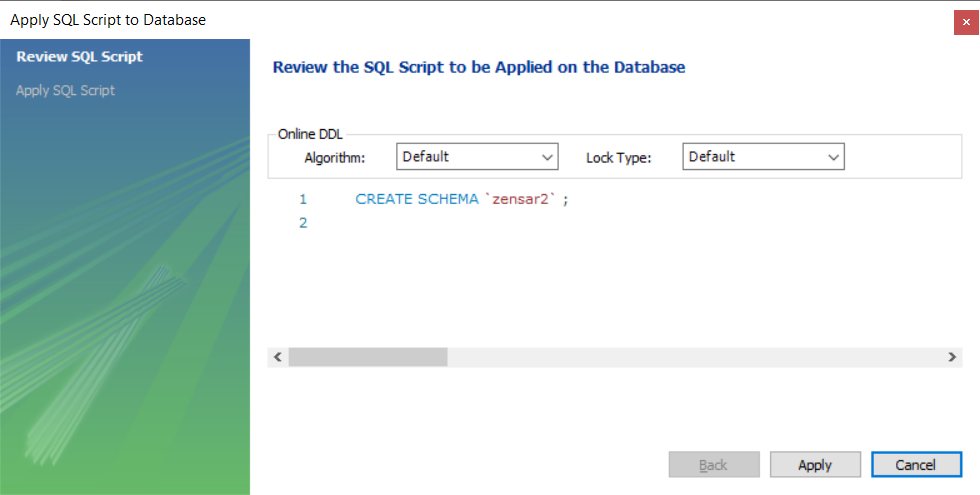 Apply SQL Script to Database
Review SQL Script
Apply SQL Script
Review the SQL Script to be Applied on the Database
Online DDL
Algorithm: Default Lock Type: Default
1 CREATE SCHEMA `zensar2` ;
2
Back Apply Cancel